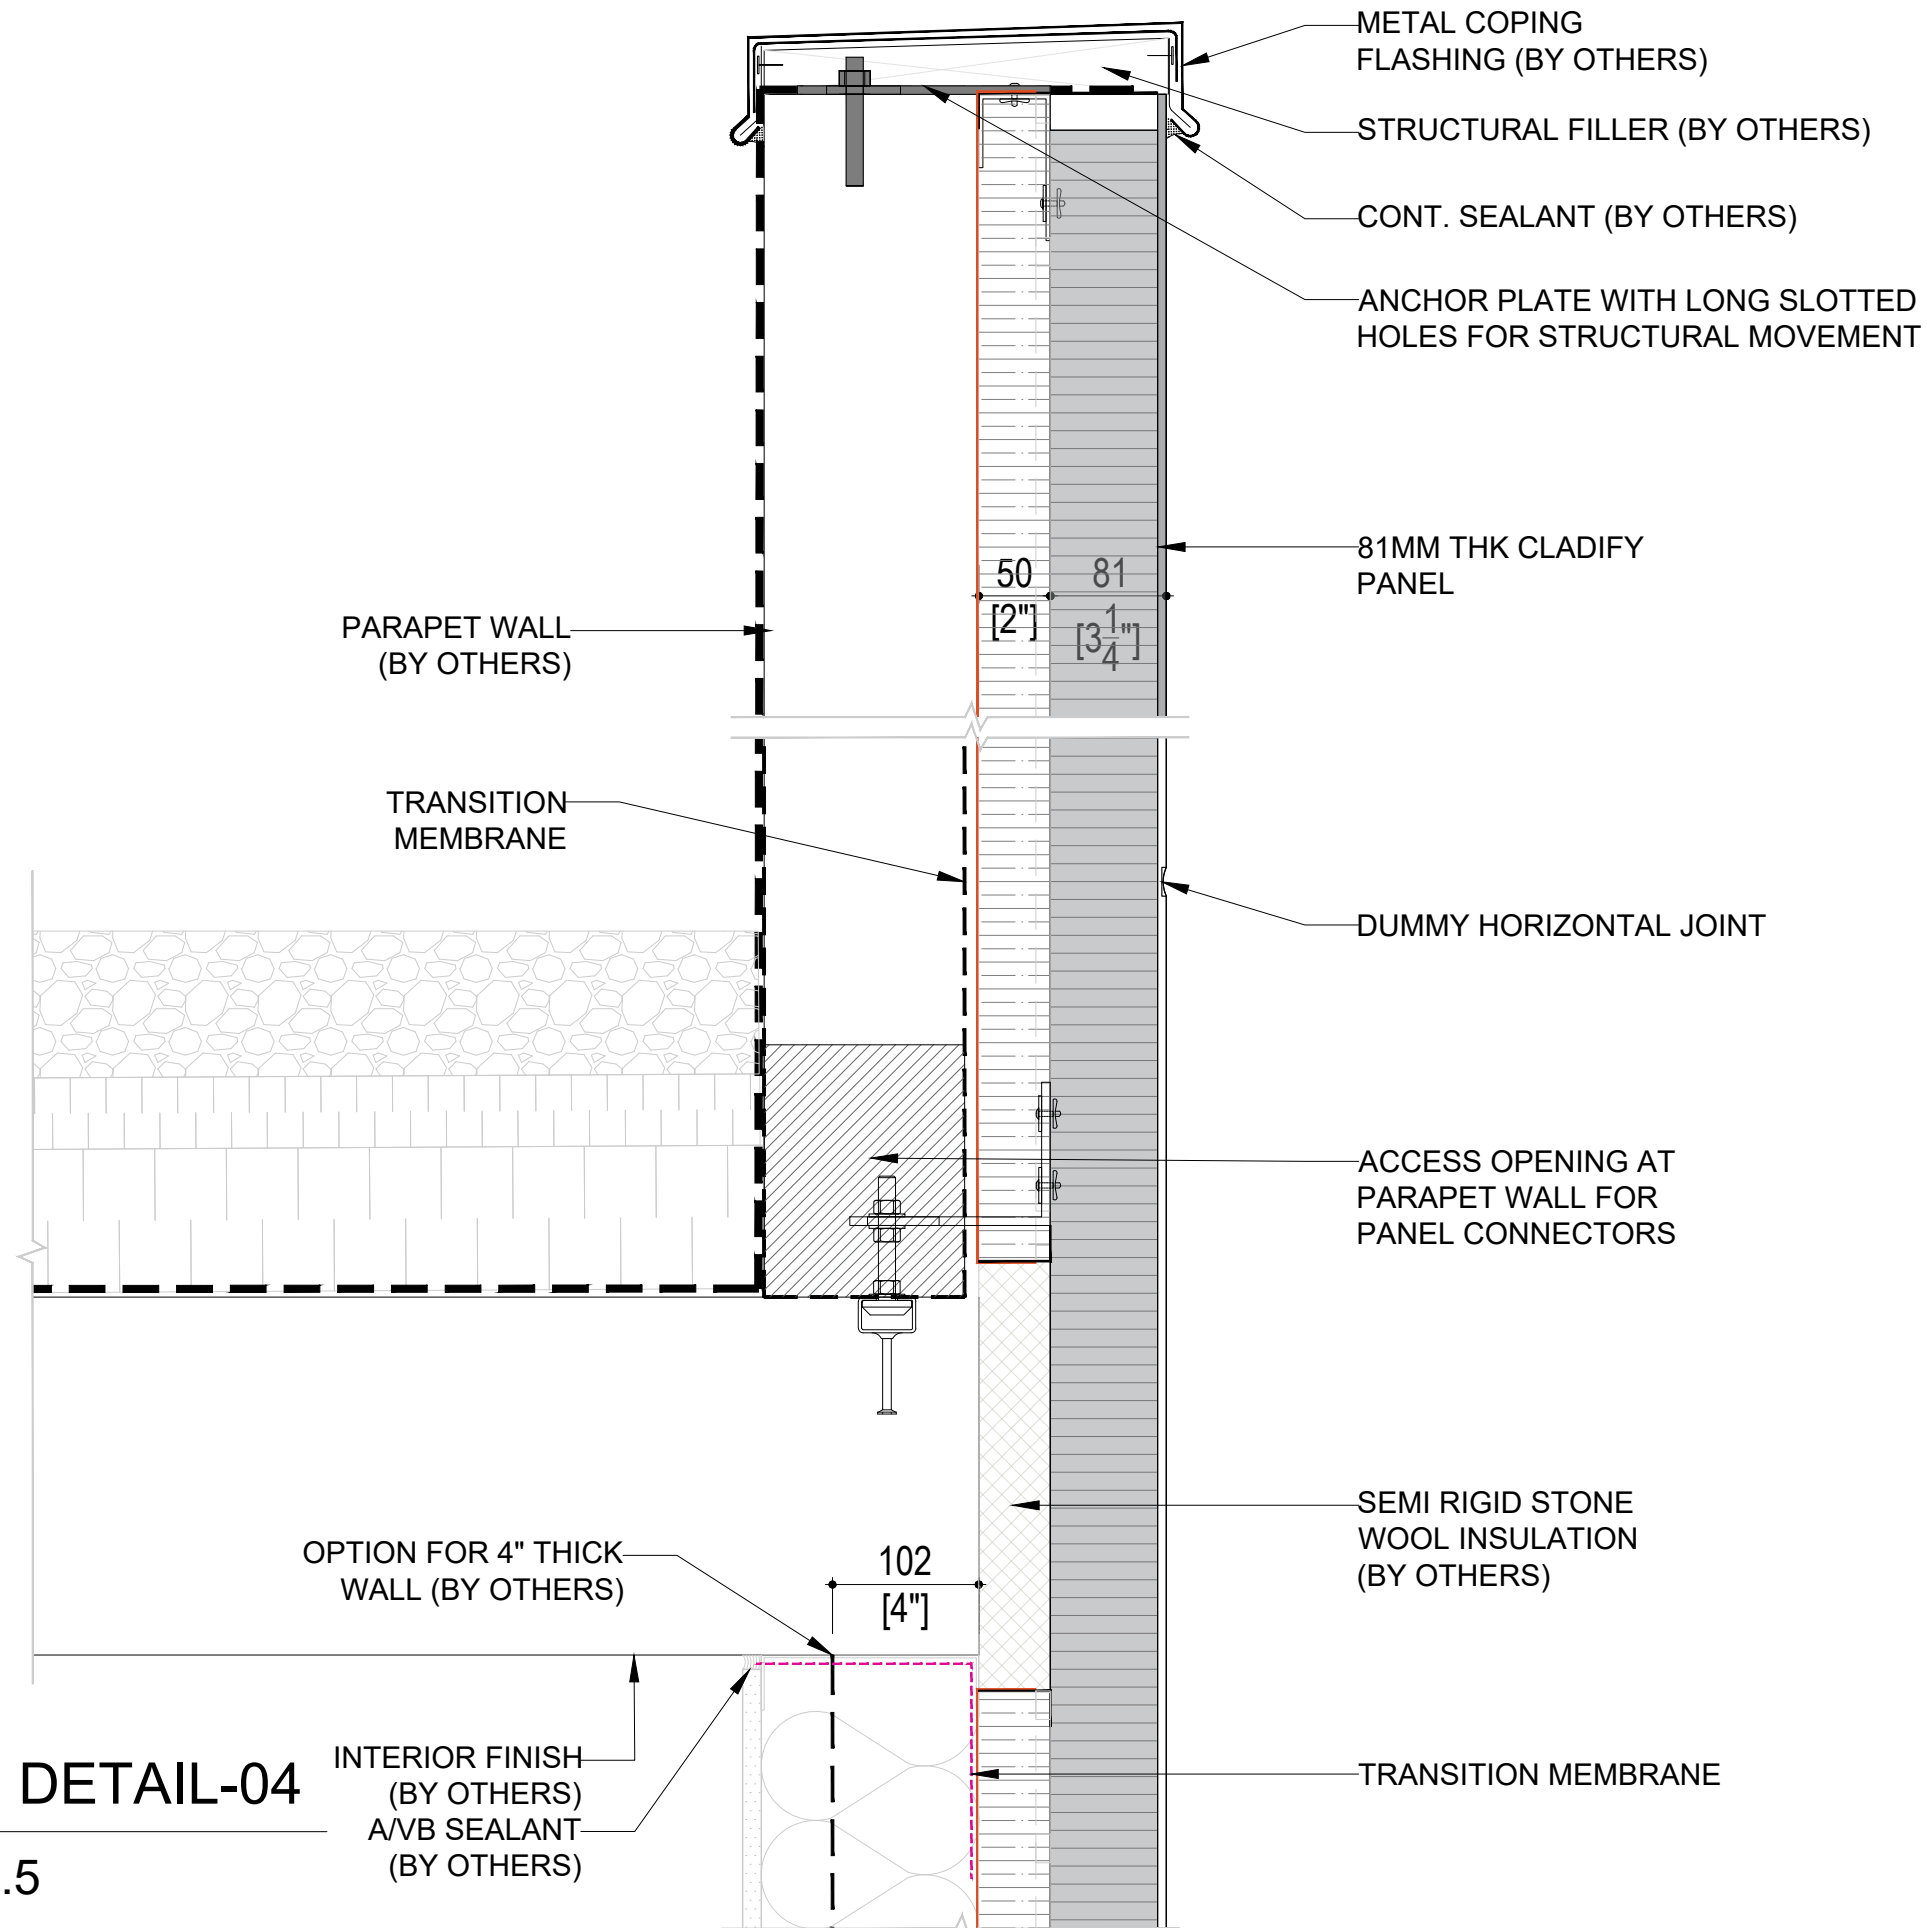 METAL COPING
FLASHING (BY OTHERS)
STRUCTURAL FILLER (BY OTHERS)
CONT. SEALANT (BY OTHERS)
ANCHOR PLATE WITH LONG SLOTTED
HOLES FOR STRUCTURAL MOVEMENT
81MM THK CLADIFY
PANEL
50
[2"]
81
[3 1/4"]
PARAPET WALL
(BY OTHERS)
TRANSITION
MEMBRANE
DUMMY HORIZONTAL JOINT
ACCESS OPENING AT
PARAPET WALL FOR
PANEL CONNECTORS
SEMI RIGID STONE
WOOL INSULATION
(BY OTHERS)
OPTION FOR 4" THICK
WALL (BY OTHERS)
102
[4"]
INTERIOR FINISH
(BY OTHERS)
A/VB SEALANT
(BY OTHERS)
TRANSITION MEMBRANE
DETAIL-04
.5